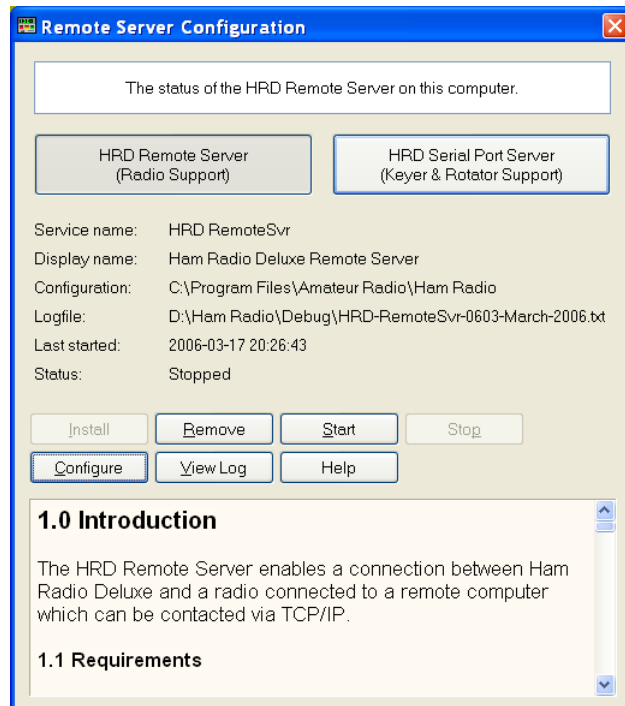 Remote Server Configuration
The status of the HRD Remote Server on this computer.
HRD Remote Server
(Radio Support)
HRD Serial Port Server
(Keyer & Rotator Support)
Service name: HRD RemoteSvr
Display name: Ham Radio Deluxe Remote Server
Configuration: C:\Program Files\Amateur Radio\Ham Radio
Logfile: D:\Ham Radio\Debug\HRD-RemoteSvr-0603-March-2006.txt
Last started: 2006-03-17 20:26:43
Status: Stopped
Install Remove Start Stop
Configure View Log Help
1.0 Introduction
The HRD Remote Server enables a connection between Ham
Radio Deluxe and a radio connected to a remote computer
which can be contacted via TCP/IP.
1.1 Requirements